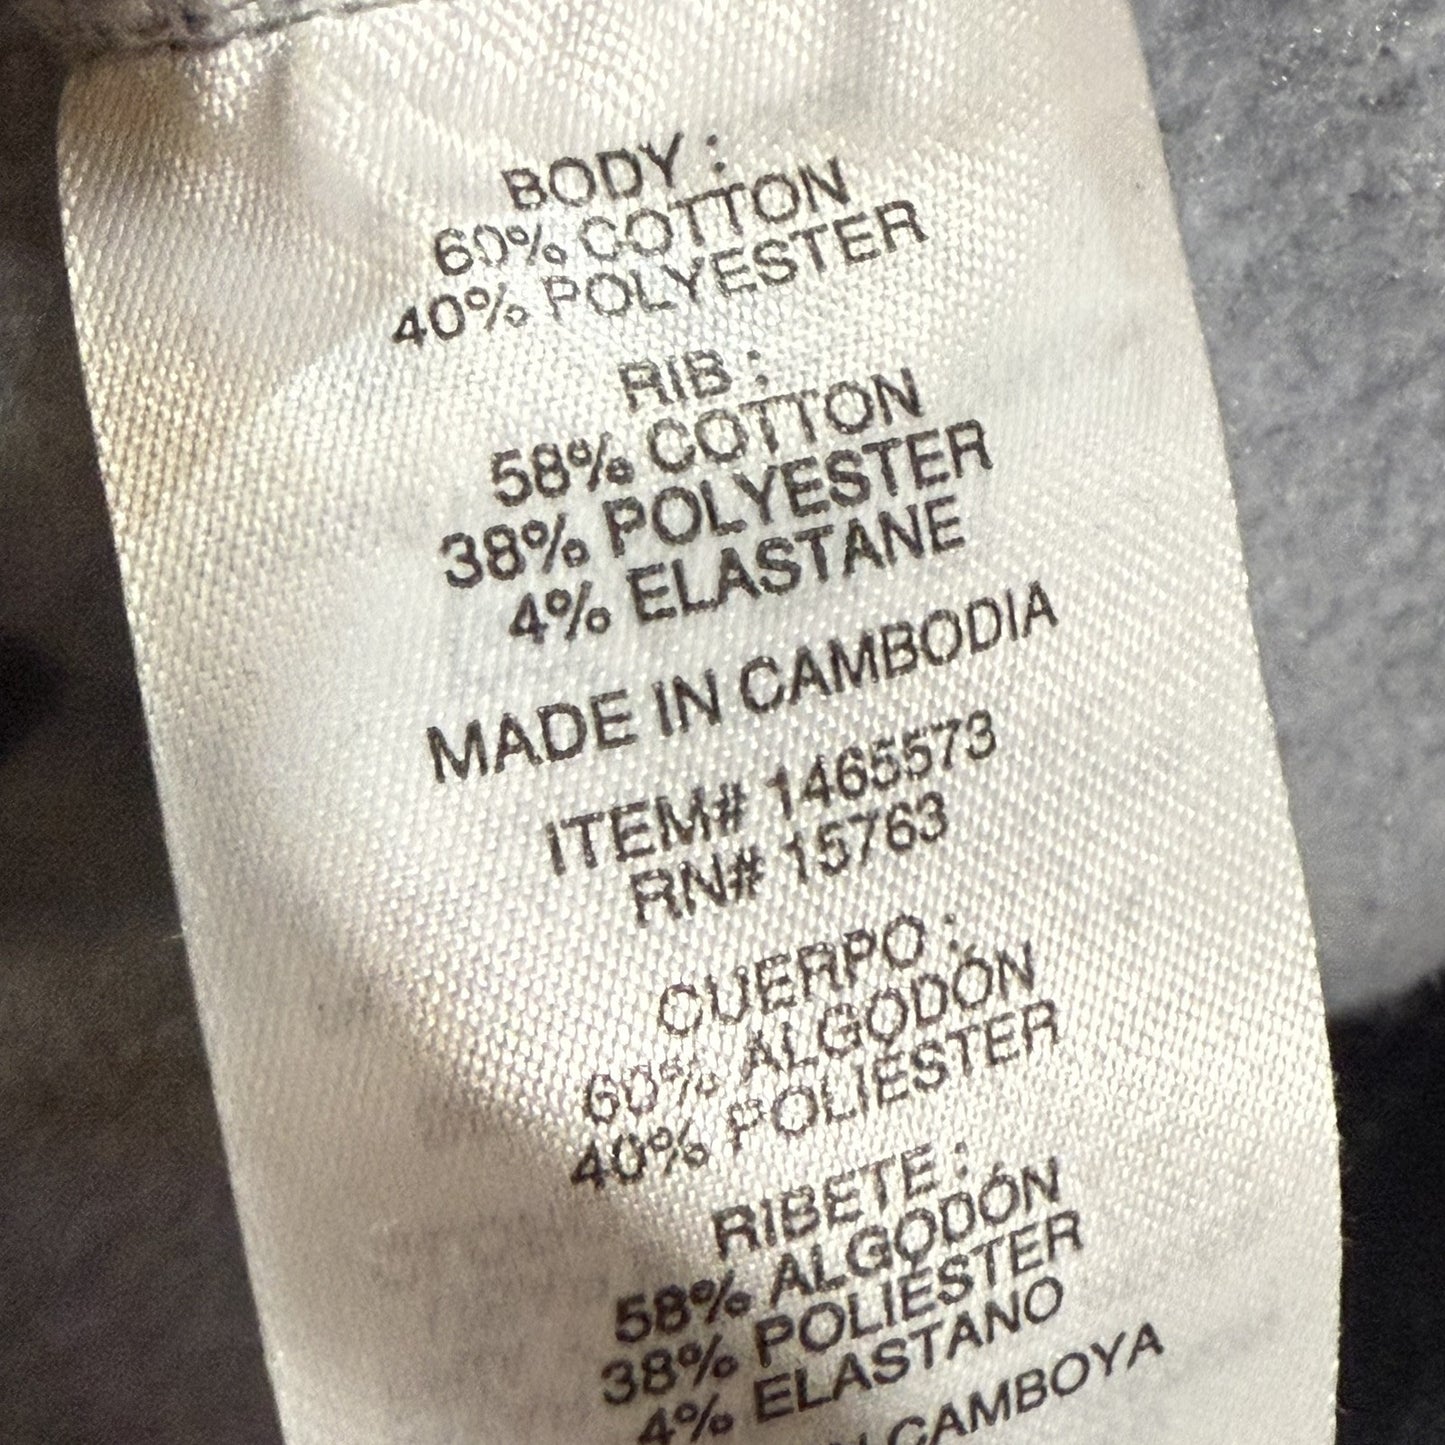 BODY :
60% COTTON
40% POLYESTER
RIB :
58% COTTON
38% POLYESTER
4% ELASTANE
MADE IN CAMBODIA
ITEM# 1465573
RN# 15763
CUERPO :
60% ALGODÓN
40% POLIÉSTER
RIBETE :
58% ALGODÓN
38% POLIÉSTER
4% ELASTANO
CAMBOYA